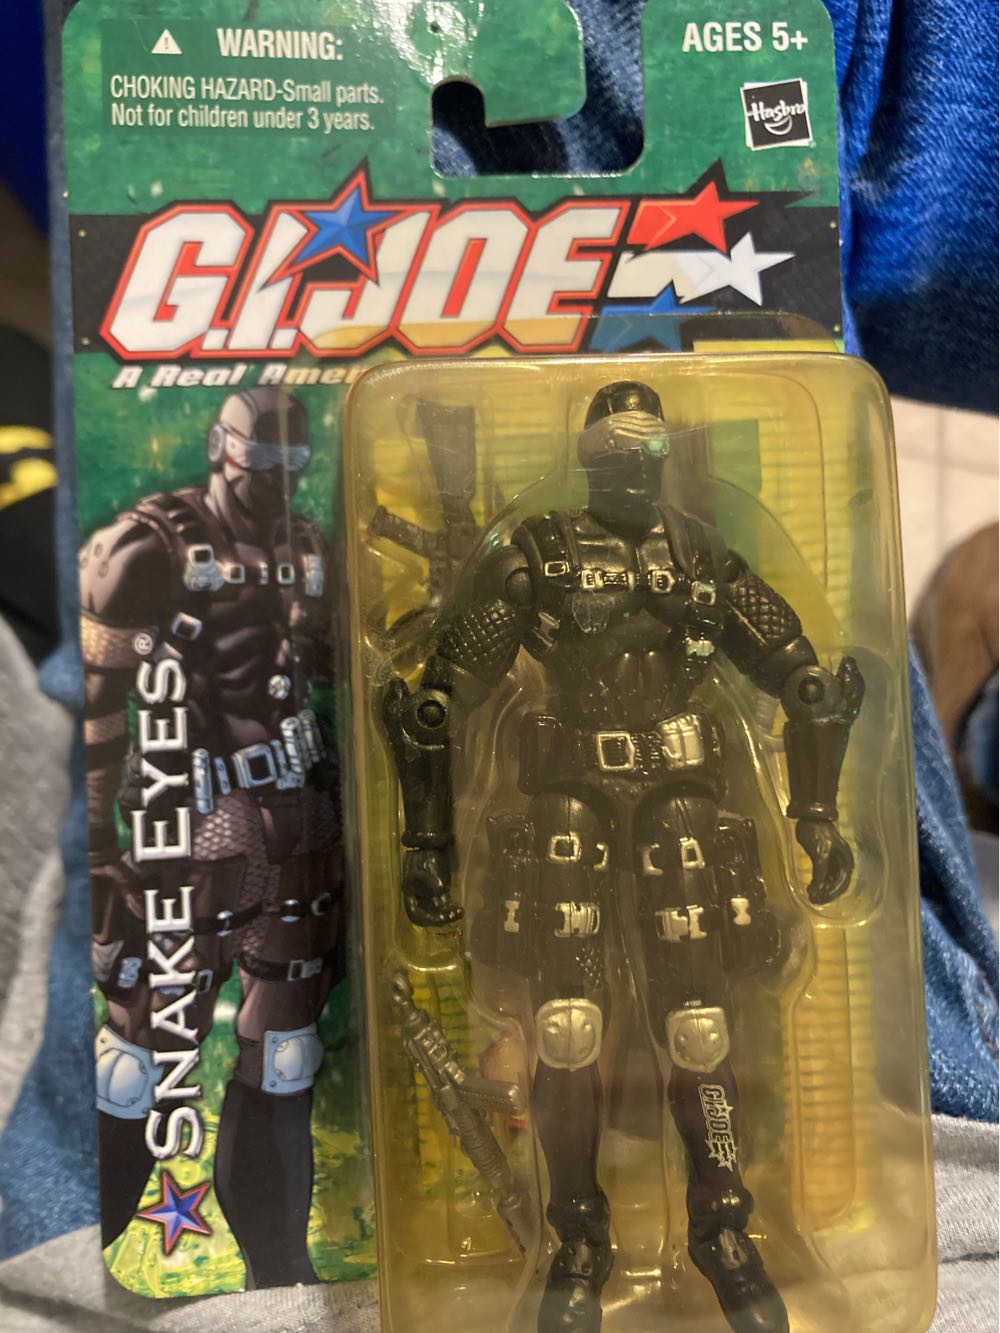 WARNING:
CHOKING HAZARD-Small parts.
Not for children under 3 years.
AGES 5+
Hasbro
G.I. JOE
A Real Amer
SNAKE EYES®
G.I. JOE